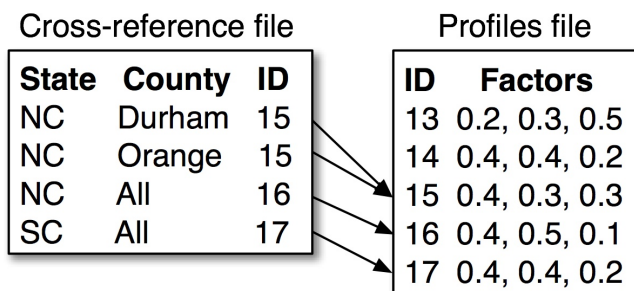 Cross-reference file
State County ID
NC Durham 15
NC Orange 15
NC All 16
SC All 17
Profiles file
ID Factors
13 0.2, 0.3, 0.5
14 0.4, 0.4, 0.2
15 0.4, 0.3, 0.3
16 0.4, 0.5, 0.1
17 0.4, 0.4, 0.2